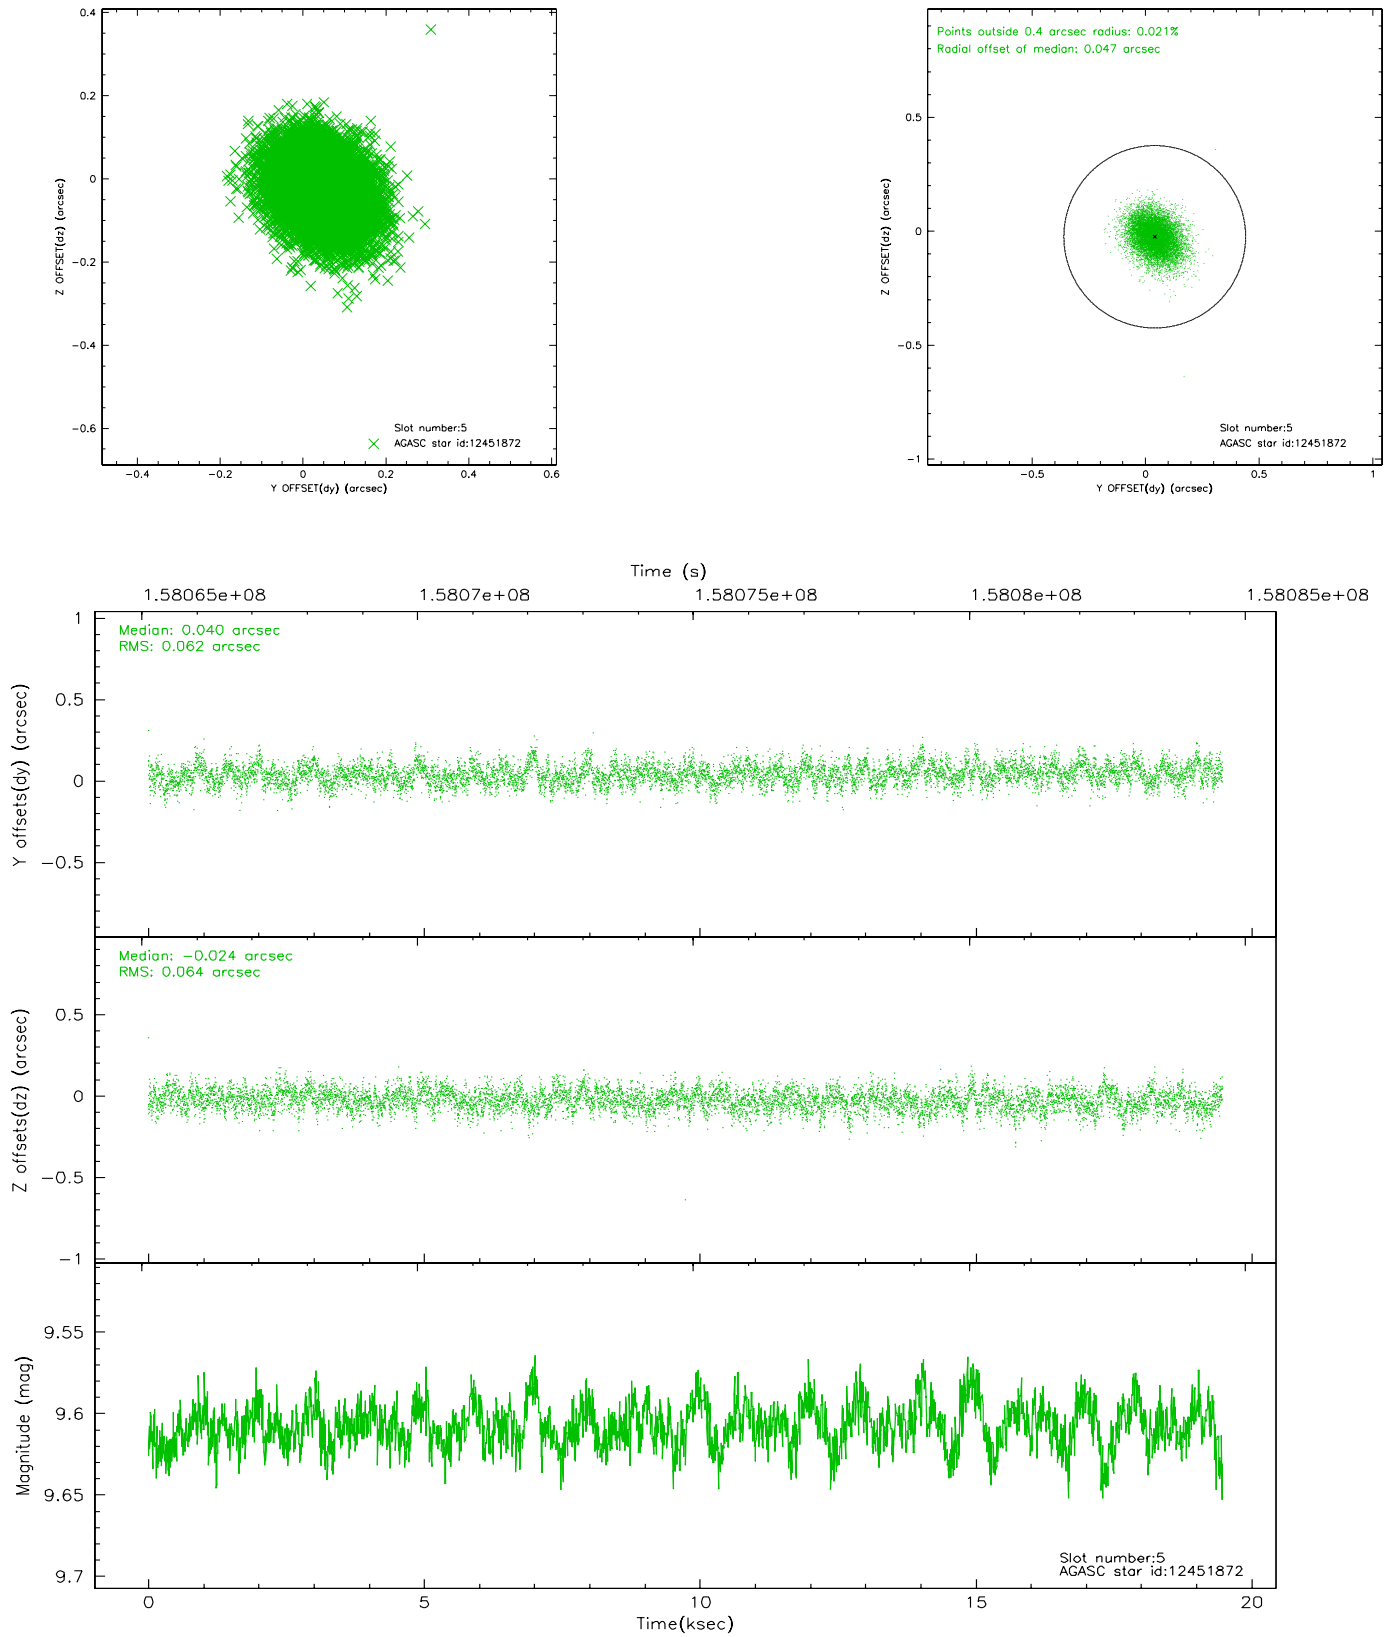 0.4
0.2
0
−0.2
−0.4
−0.6
Z OFFSET(dz) (arcsec)
Slot number:5
AGASC star id:12451872
−0.4
−0.2
0
0.2
0.4
0.6
Y OFFSET(dy) (arcsec)
Points outside 0.4 arcsec radius: 0.021%
Radial offset of median: 0.047 arcsec
0.5
0
−0.5
−1
Z OFFSET(dz) (arcsec)
Slot number:5
AGASC star id:12451872
−0.5
0
0.5
1
Y OFFSET(dy) (arcsec)
Time (s)
1.58065e+08
1.5807e+08
1.58075e+08
1.5808e+08
1.58085e+08
Median: 0.040 arcsec
RMS: 0.062 arcsec
1
0.5
0
−0.5
Y offsets(dy) (arcsec)
Median: −0.024 arcsec
RMS: 0.064 arcsec
0.5
0
−0.5
−1
Z offsets(dz) (arcsec)
9.55
9.6
9.65
9.7
Magnitude (mag)
Slot number:5
AGASC star id:12451872
0
5
10
15
20
Time(ksec)